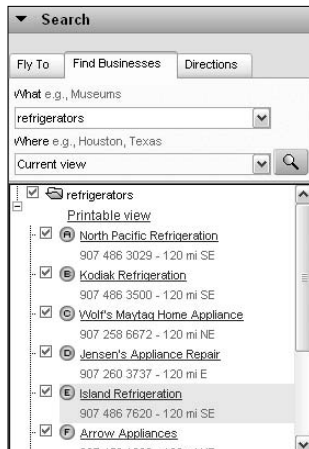 Search
Fly To Find Businesses Directions
What e.g., Museums
refrigerators
Where e.g., Houston, Texas
Current view
refrigerators
Printable view
A North Pacific Refrigeration
907 486 3029 - 120 mi SE
B Kodiak Refrigeration
907 486 3500 - 120 mi SE
C Wolf's Maytag Home Appliance
907 258 6672 - 120 mi NE
D Jensen's Appliance Repair
907 260 3737 - 120 mi E
E Island Refrigeration
907 486 7620 - 120 mi SE
F Arrow Appliances